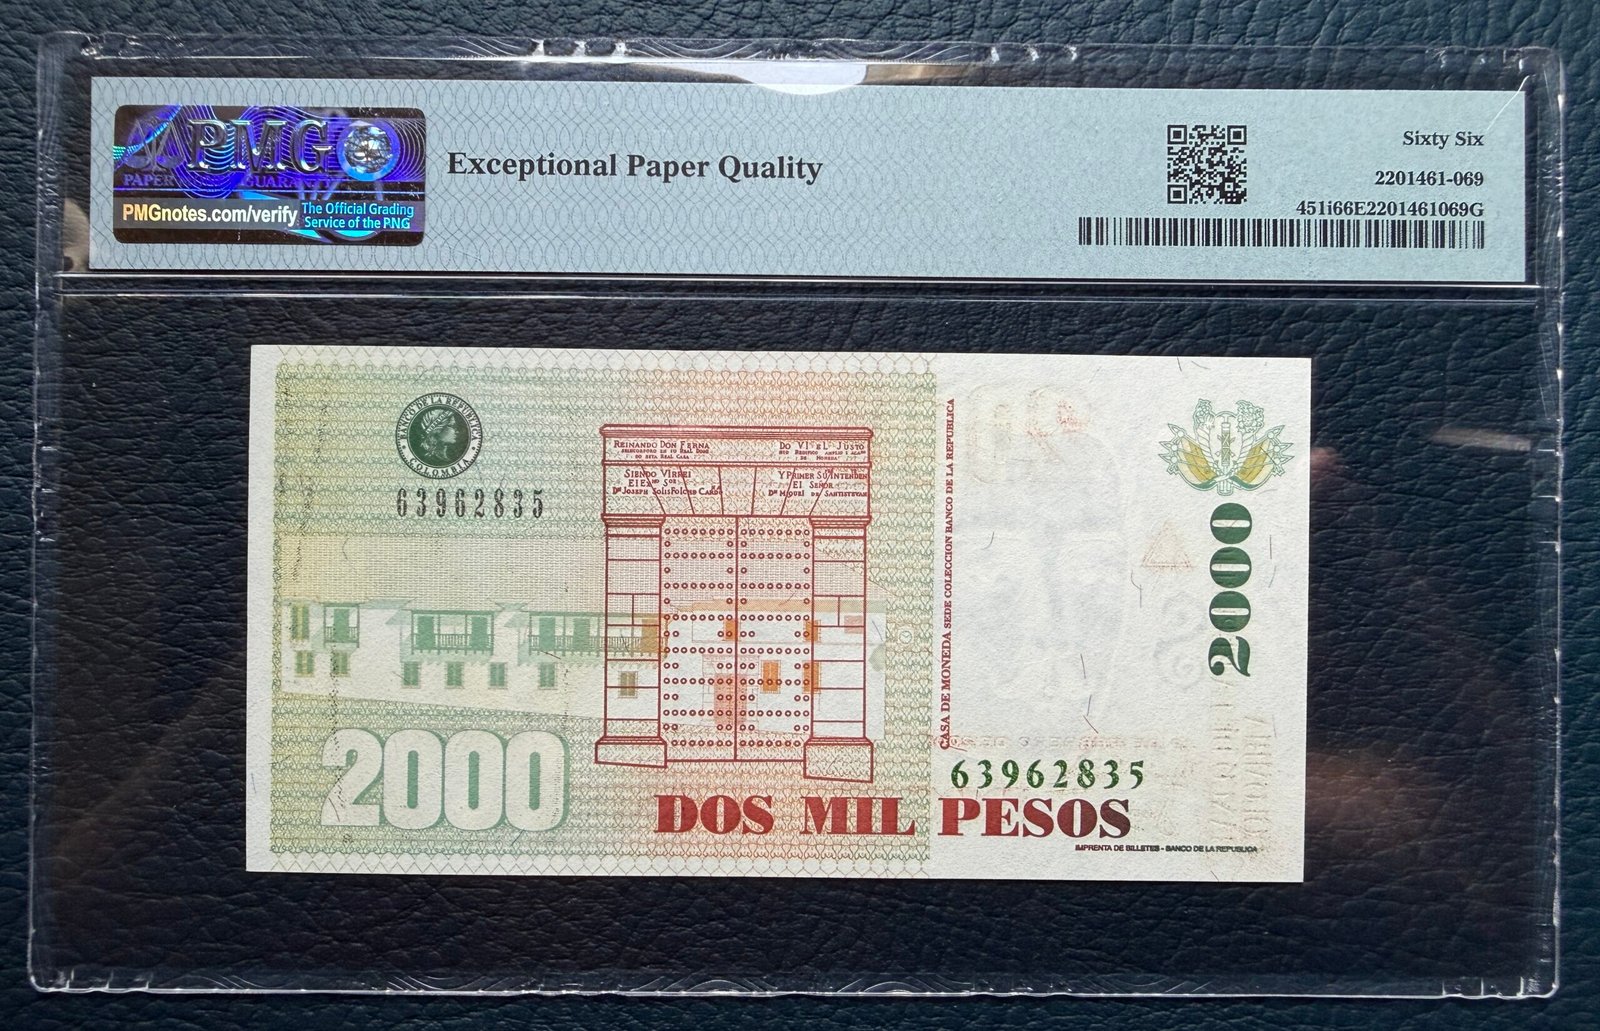 PMG
PAPER GUARANTY
PMGnotes.com/verify
The Official Grading
Service of the PNG
Exceptional Paper Quality
Sixty Six
2201461-069
451i66E2201461069G
BANCO DE LA REPUBLICA
COLOMBIA
63962835
REINANDO DON FERNA
DO VI EL JUSTO
SIENDO VIRREI
Y PRIMER SUINTENDEN
EL SEÑOR
CASA DE MONEDA SEDE COLECCION BANCO DE LA REPUBLICA
2000
2000
63962835
DOS MIL PESOS
IMPRENTA DE BILLETES - BANCO DE LA REPUBLICA